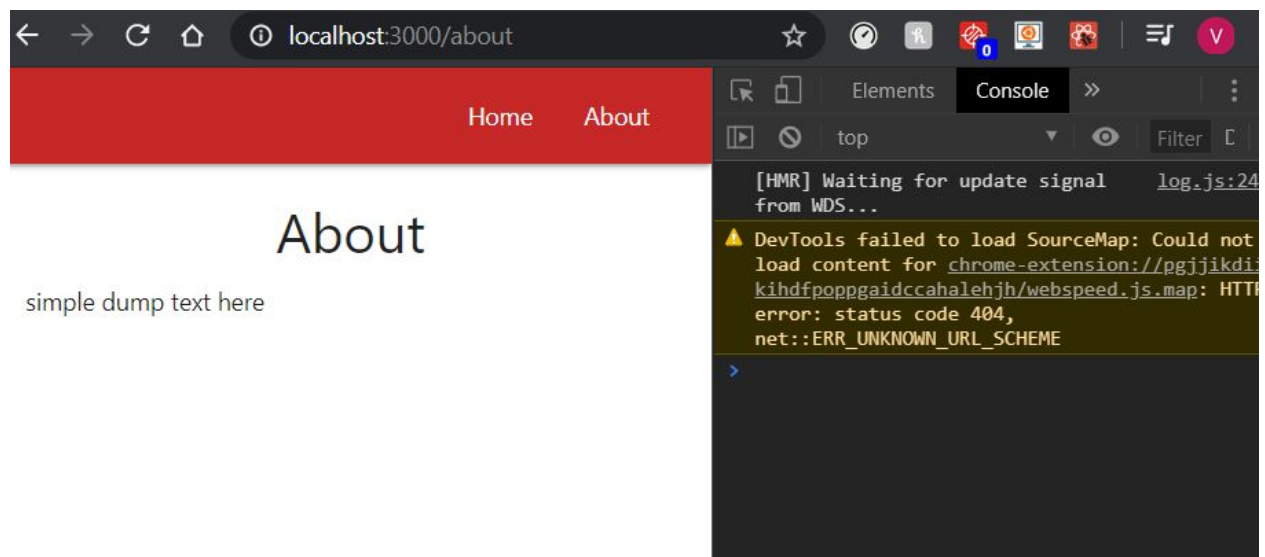 localhost:3000/about
0
V
Home About
About
simple dump text here
Elements Console »
top
Filter
[HMR] Waiting for update signal log.js:24
from WDS...
DevTools failed to load SourceMap: Could not
load content for chrome-extension://pgjjikdii
kihdfpoppgaidccahalehjh/webspeed.js.map: HTTP
error: status code 404,
net::ERR_UNKNOWN_URL_SCHEME
>